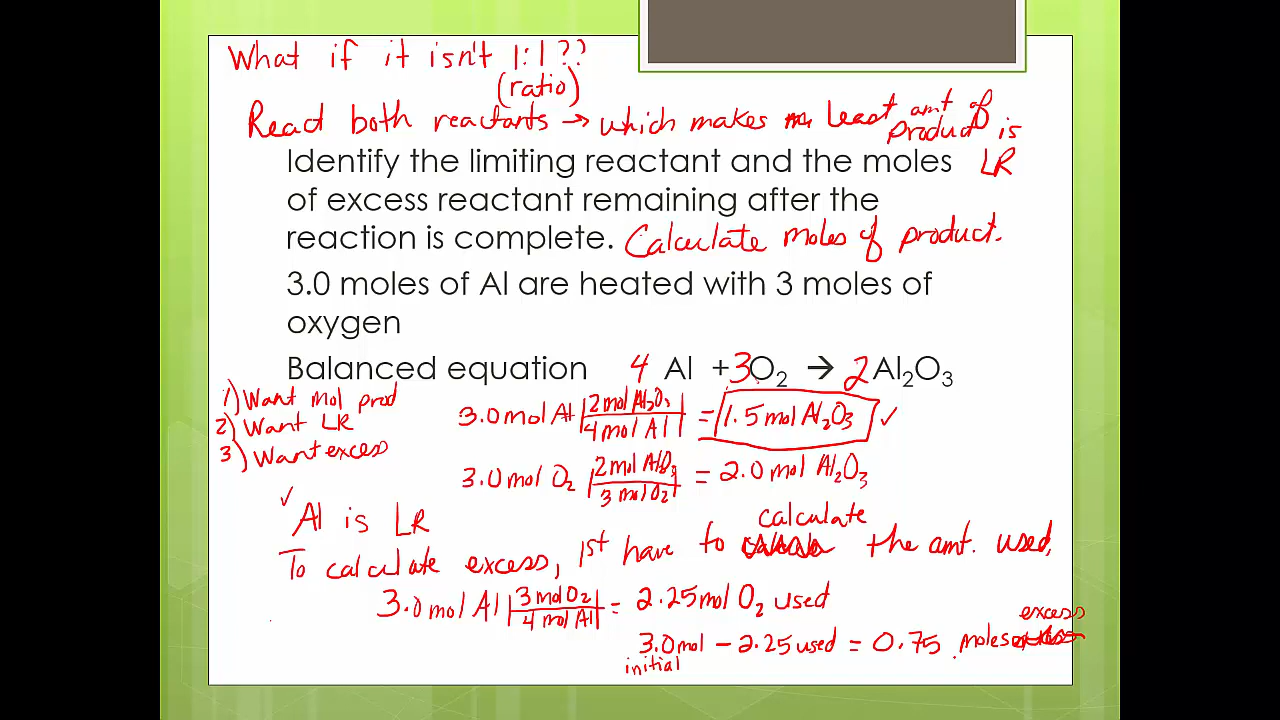 What if it isn't 1:1??
(ratio)
React both reactants → which makes the least amt of product is LR
Identify the limiting reactant and the moles
of excess reactant remaining after the
reaction is complete. Calculate moles of product.
3.0 moles of Al are heated with 3 moles of
oxygen
Balanced equation 4 Al + 3O₂ → 2Al₂O₃
1) Want mol prod
2) Want LR
3) Want excess
3.0 mol Al | 2 mol Al₂O₃ / 4 mol Al | = 1.5 mol Al₂O₃ ✓
3.0 mol O₂ | 2 mol Al₂O₃ / 3 mol O₂ | = 2.0 mol Al₂O₃
✓ Al is LR
To calculate excess, 1st have to calculate the amt. used,
3.0 mol Al | 3 mol O₂ / 4 mol Al | = 2.25 mol O₂ used
3.0 mol - 2.25 used = 0.75 moles excess
initial